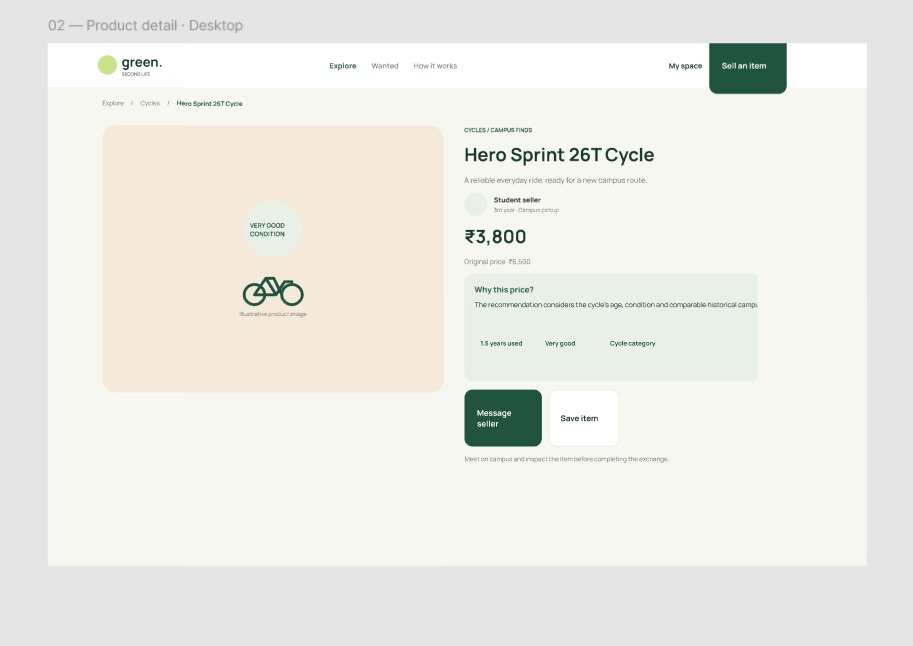 02 — Product detail · Desktop
green.
SECOND LIFE
Explore
Wanted
How it works
My space
Sell an item
Explore / Cycles / Hero Sprint 26T Cycle
CYCLES / CAMPUS FINDS
Hero Sprint 26T Cycle
A reliable everyday ride, ready for a new campus route.
Student seller
3rd year · Campus pickup
₹3,800
Original price ₹6,500
VERY GOOD
CONDITION
Illustrative product image
Why this price?
The recommendation considers the cycle's age, condition and comparable historical campu
1.5 years used
Very good
Cycle category
Message
seller
Save item
Meet on campus and inspect the item before completing the exchange.